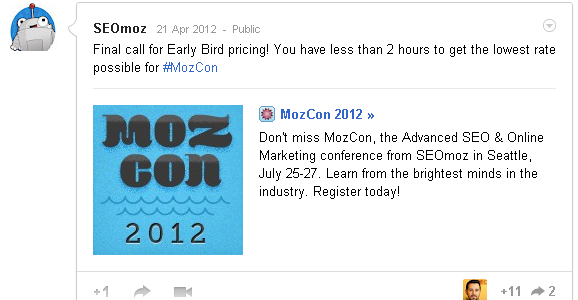 SEOmoz 21 Apr 2012 - Public
Final call for Early Bird pricing! You have less than 2 hours to get the lowest rate
possible for #MozCon
MOZ
CON
2012
MozCon 2012 »
Don't miss MozCon, the Advanced SEO & Online
Marketing conference from SEOmoz in Seattle,
July 25-27. Learn from the brightest minds in the
industry. Register today!
+1 +11 2